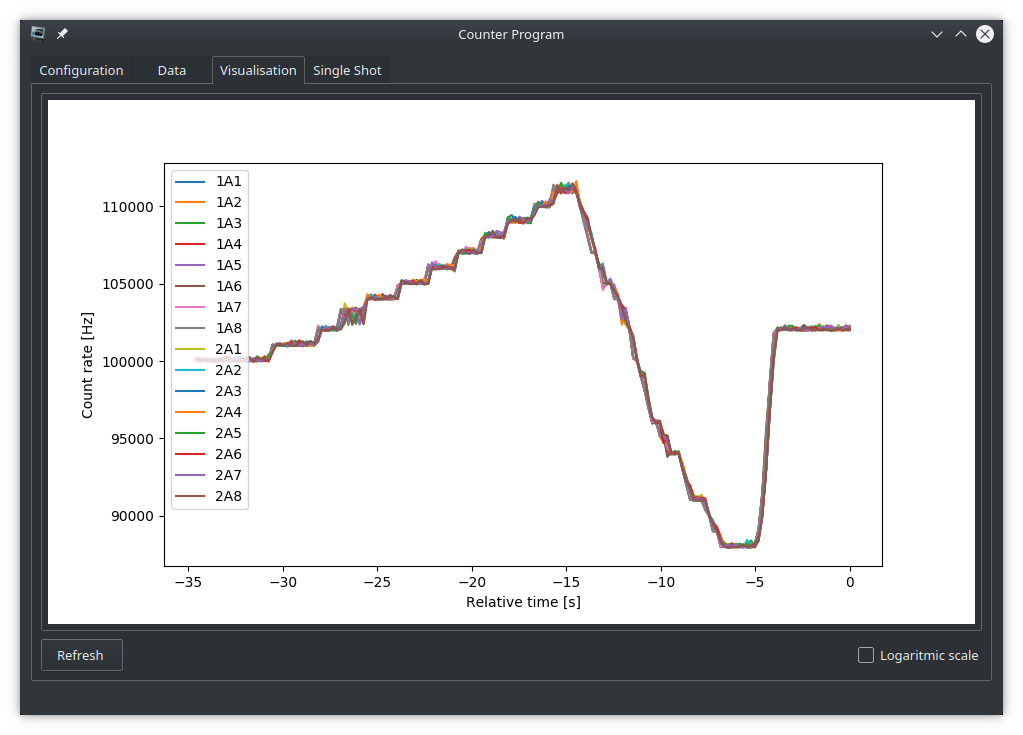 Counter Program
Configuration Data Visualisation Single Shot
1A1
1A2
1A3
1A4
1A5
1A6
1A7
1A8
2A1
2A2
2A3
2A4
2A5
2A6
2A7
2A8
110000
105000
100000
95000
90000
Count rate [Hz]
−35 −30 −25 −20 −15 −10 −5 0
Relative time [s]
Refresh
Logaritmic scale